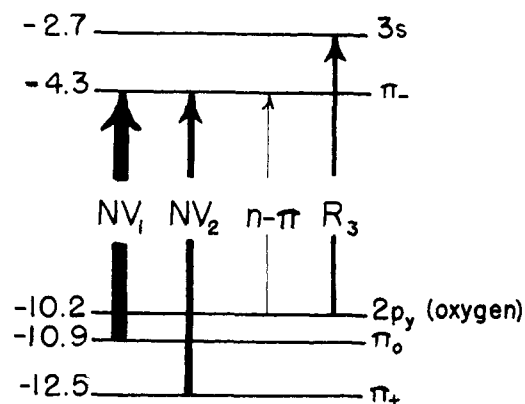 -2.7 3s
-4.3 π₋
NV₁ NV₂ n-π R₃
-10.2 2pᵧ (oxygen)
-10.9 π₀
-12.5 π₊